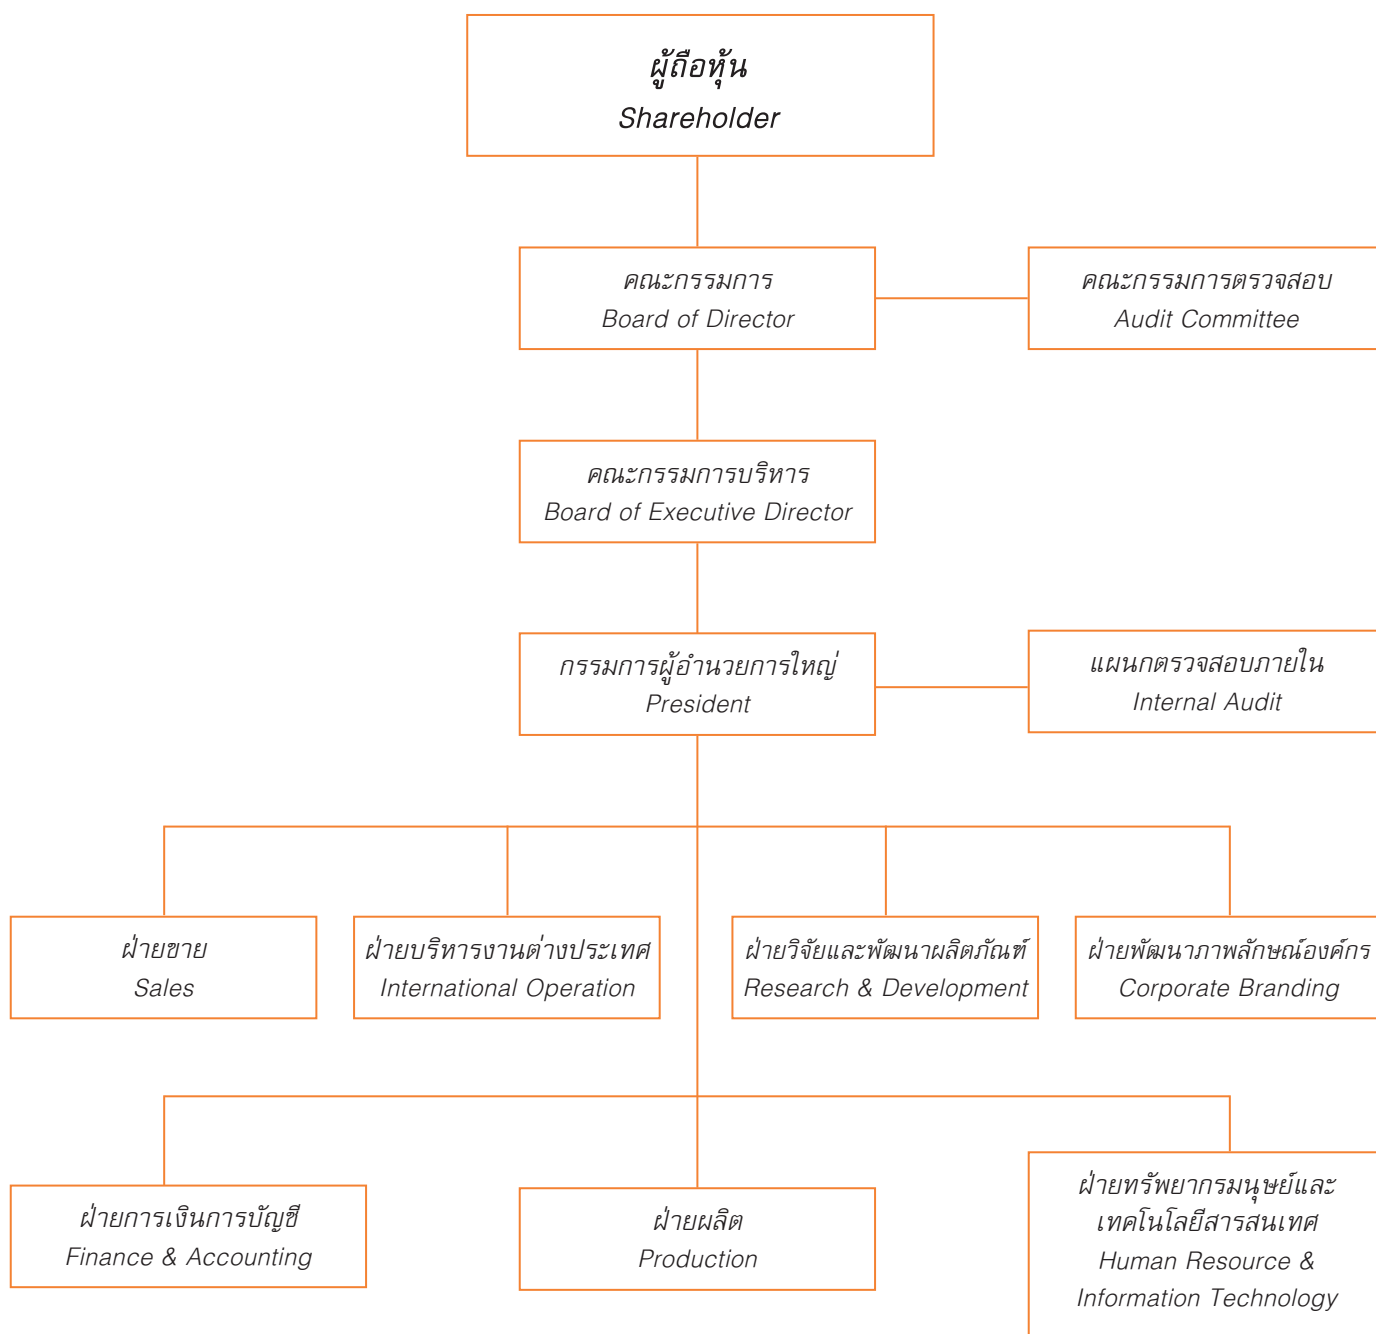 ผู้ถือหุ้น
Shareholder
คณะกรรมการ
Board of Director
คณะกรรมการตรวจสอบ
Audit Committee
คณะกรรมการบริหาร
Board of Executive Director
กรรมการผู้อำนวยการใหญ่
President
แผนกตรวจสอบภายใน
Internal Audit
ฝ่ายขาย
Sales
ฝ่ายบริหารงานต่างประเทศ
International Operation
ฝ่ายวิจัยและพัฒนาผลิตภัณฑ์
Research & Development
ฝ่ายพัฒนาภาพลักษณ์องค์กร
Corporate Branding
ฝ่ายการเงินการบัญชี
Finance & Accounting
ฝ่ายผลิต
Production
ฝ่ายทรัพยากรมนุษย์และ
เทคโนโลยีสารสนเทศ
Human Resource &
Information Technology